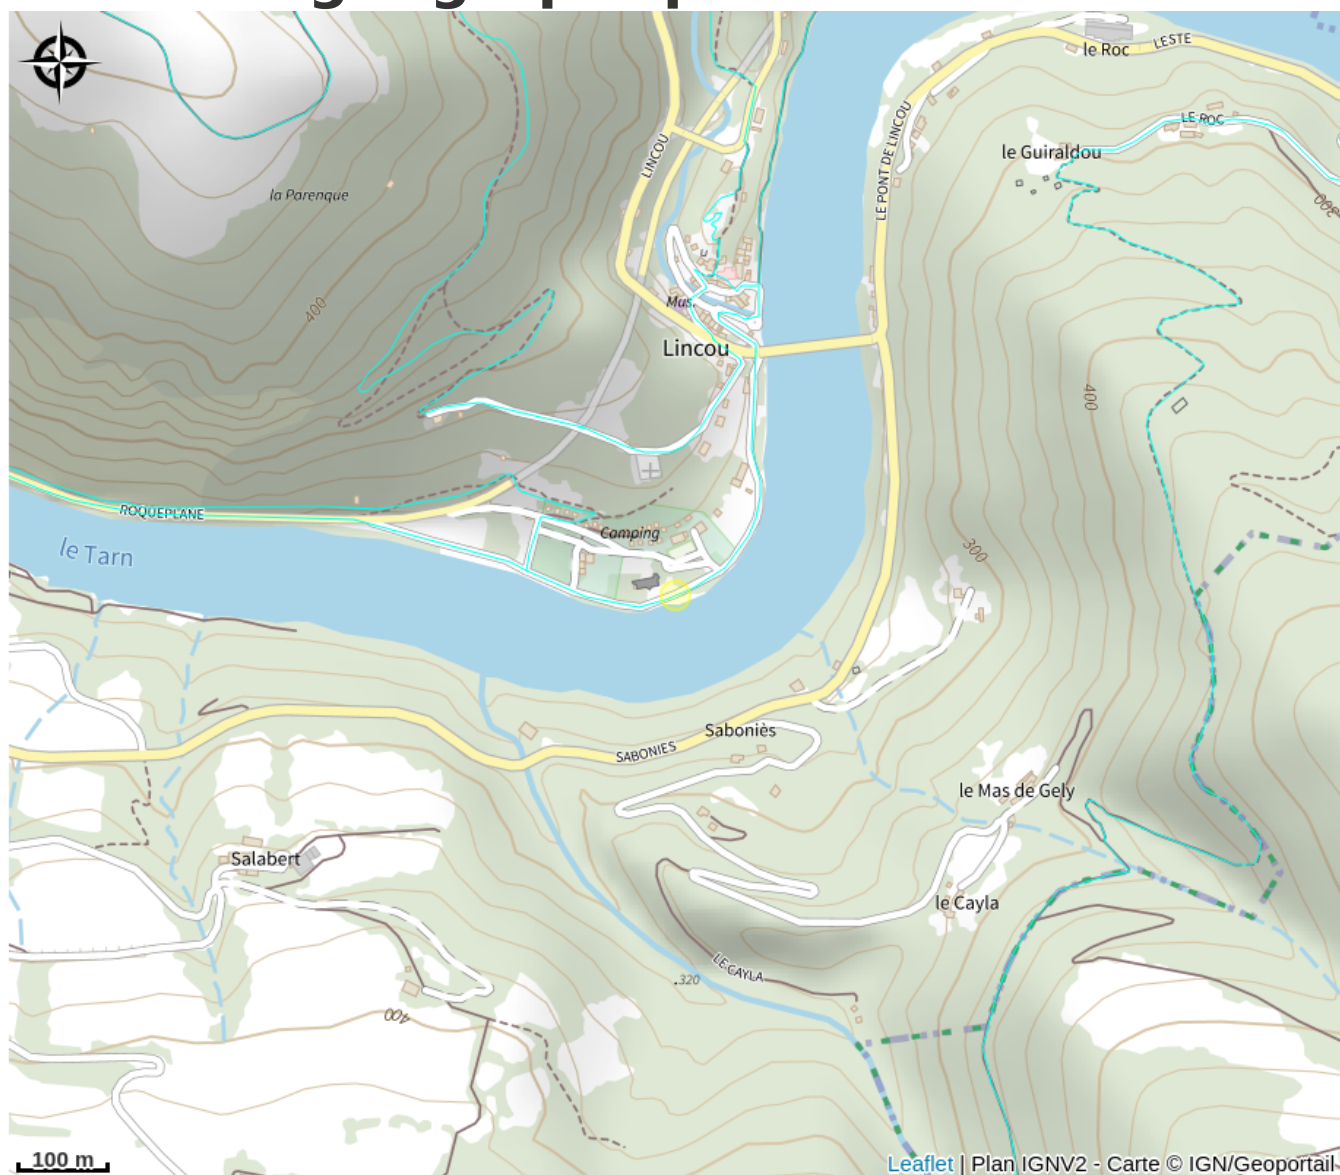 le Roc
LESTE
LE ROC
le Guiraldou
LE PONT DE LINCOU
LINCOU
la Parenque
300
400
Mus.
Lincou
400
ROQUEPLANE
Camping
le Tarn
300
Saboniès
SABONIES
le Mas de Gely
Salabert
le Cayla
LE CAYLA
.320
400
100 m
Leaflet | Plan IGNV2 - Carte © IGN/Geoportail